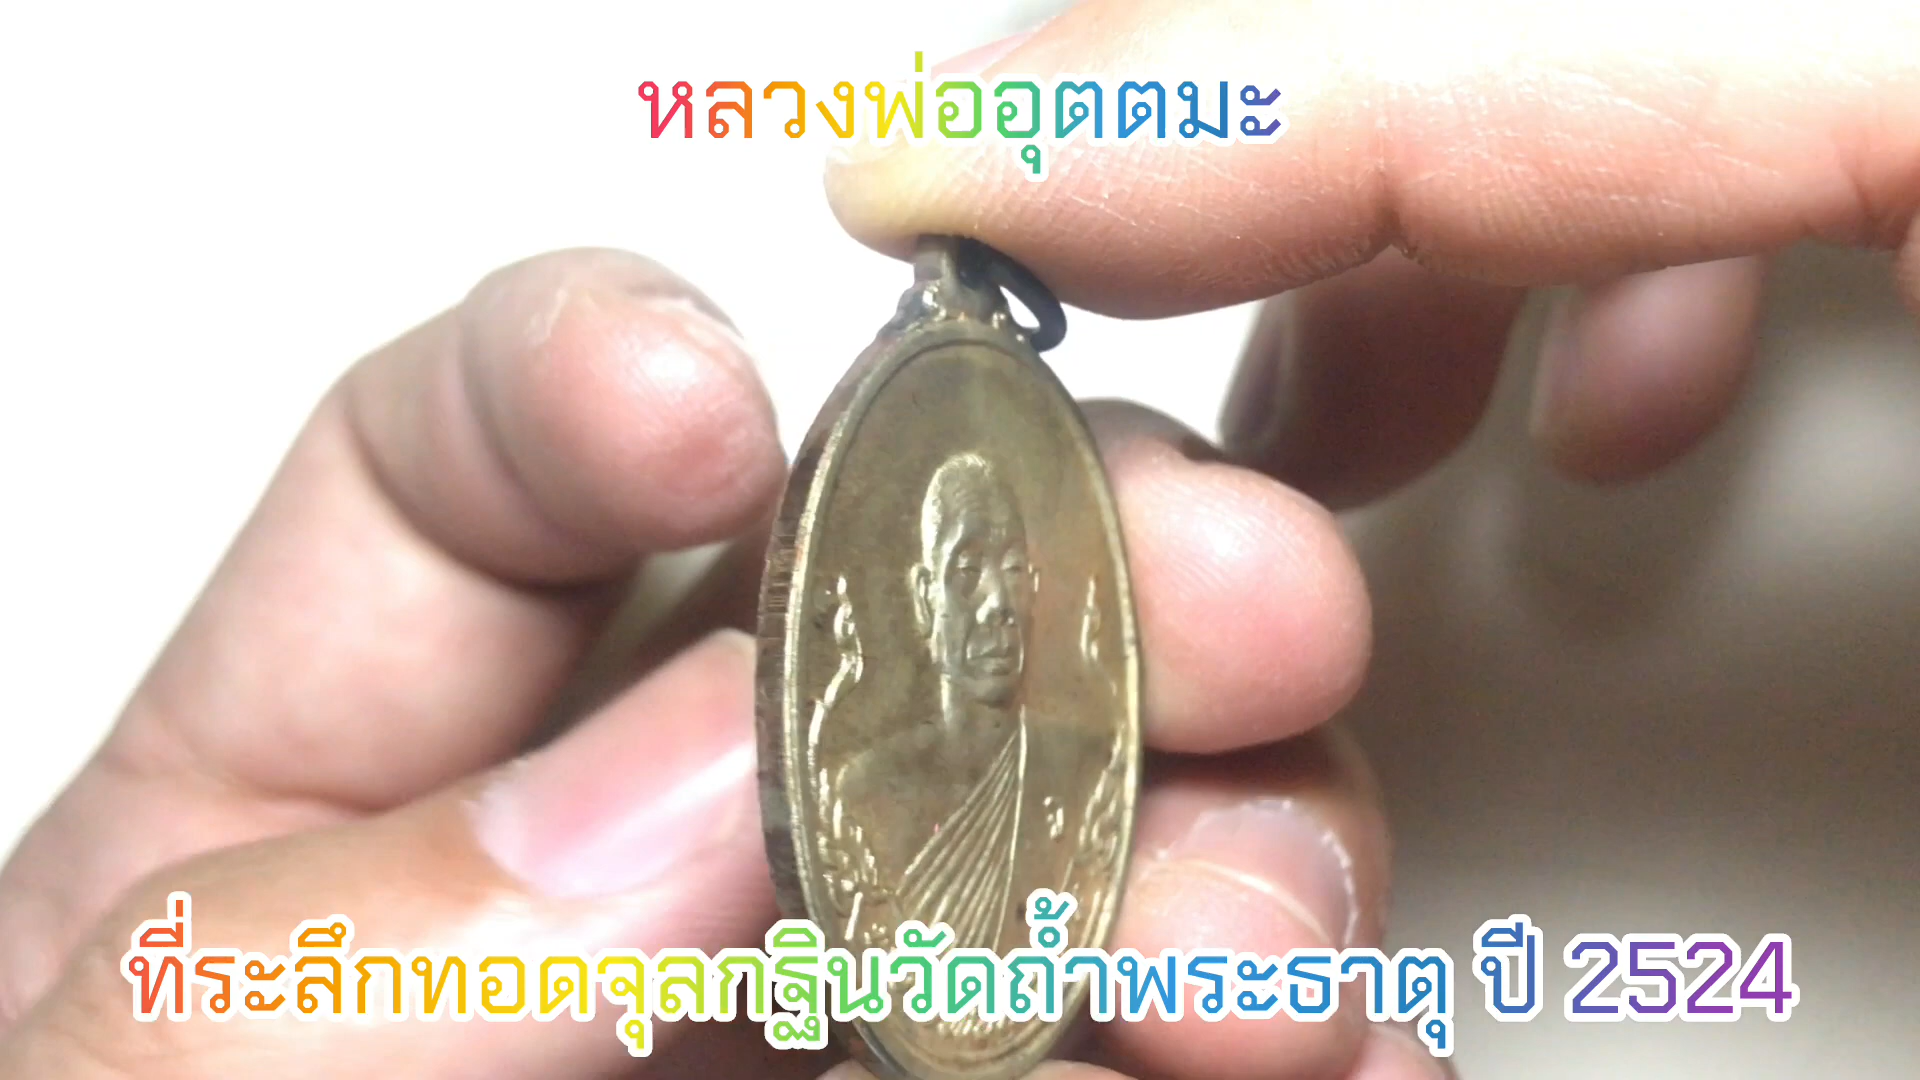 หลวงพ่ออุตตมะ
ที่ระลึกทอดจุลกฐินวัดถ้ำพระธาตุ ปี 2524